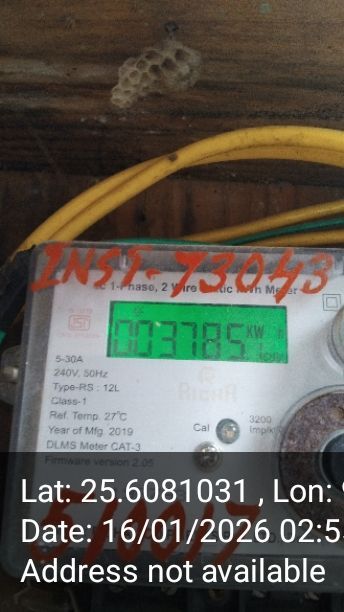 INST-73043
ic 1-Phase, 2 Wire Static kWh Meter
003785 KW h
5-30A
240V, 50Hz
Type-RS : 12L
Class-1
Ref. Temp. 27°C
Year of Mfg. 2019
DLMS Meter CAT-3
Firmware version 2.05
ISI
Cal
3200
Imp/k
Lat: 25.6081031 , Lon:
Date: 16/01/2026 02:5
Address not available